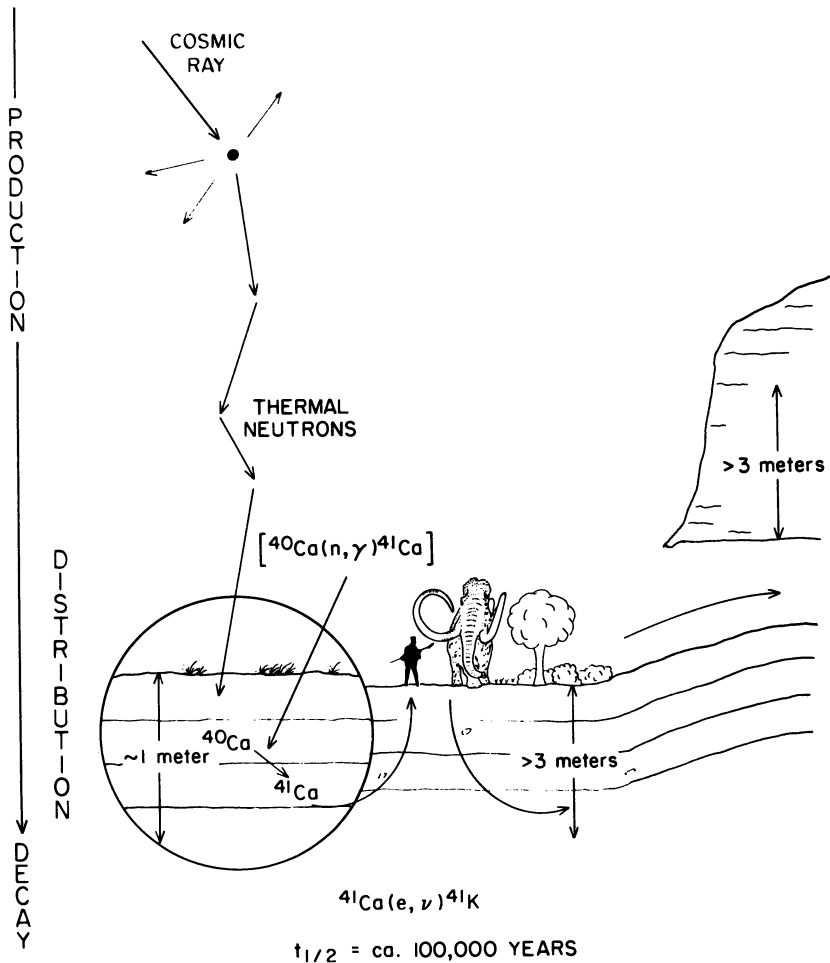 COSMIC
RAY
PRODUCTION
THERMAL
NEUTRONS
>3 meters
[⁴⁰Ca(n,γ)⁴¹Ca]
DISTRIBUTION
⁴⁰Ca
~1 meter
>3 meters
⁴¹Ca
DECAY
⁴¹Ca(e,ν)⁴¹K
t₁/₂ = ca. 100,000 YEARS